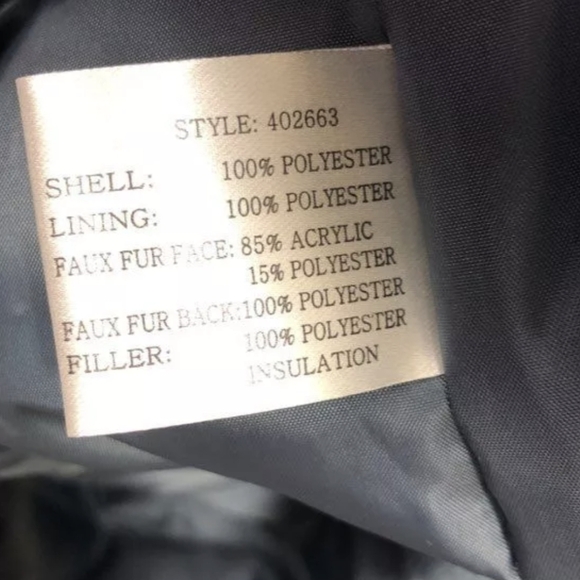 STYLE: 402663
SHELL: 100% POLYESTER
LINING: 100% POLYESTER
FAUX FUR FACE: 85% ACRYLIC
15% POLYESTER
FAUX FUR BACK: 100% POLYESTER
FILLER: 100% POLYESTER
INSULATION